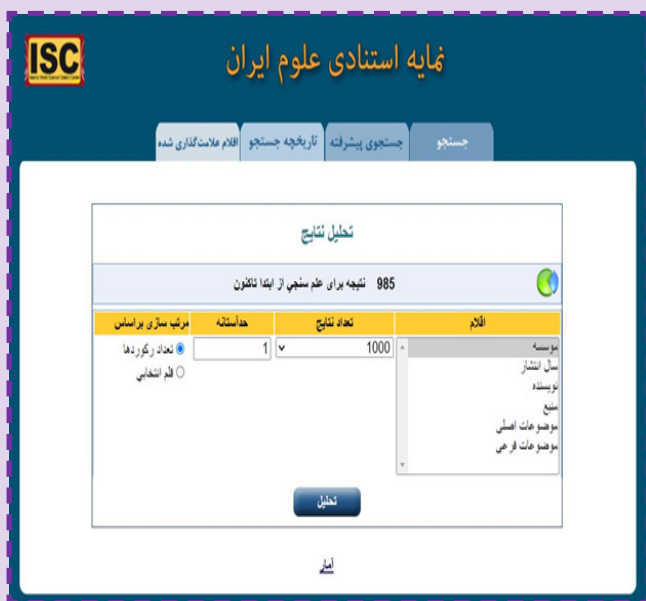 ISC
نمایه استنادی علوم ایران
جستجو
جستجوی پیشرفته
تاریخچه جستجو
اقلام علامت‌گذاری شده
تحلیل نتایج
985 نتیجه برای علم سنجي از ابتدا تاکنون
اقلام
تعداد نتایج
حدآستانه
مرتب سازی براساس
موسسه
سال انتشار
نویسنده
منبع
موضوعات اصلی
موضوعات فرعی
1000
1
تعداد رکوردها
قلم انتخابي
تحلیل
آمار